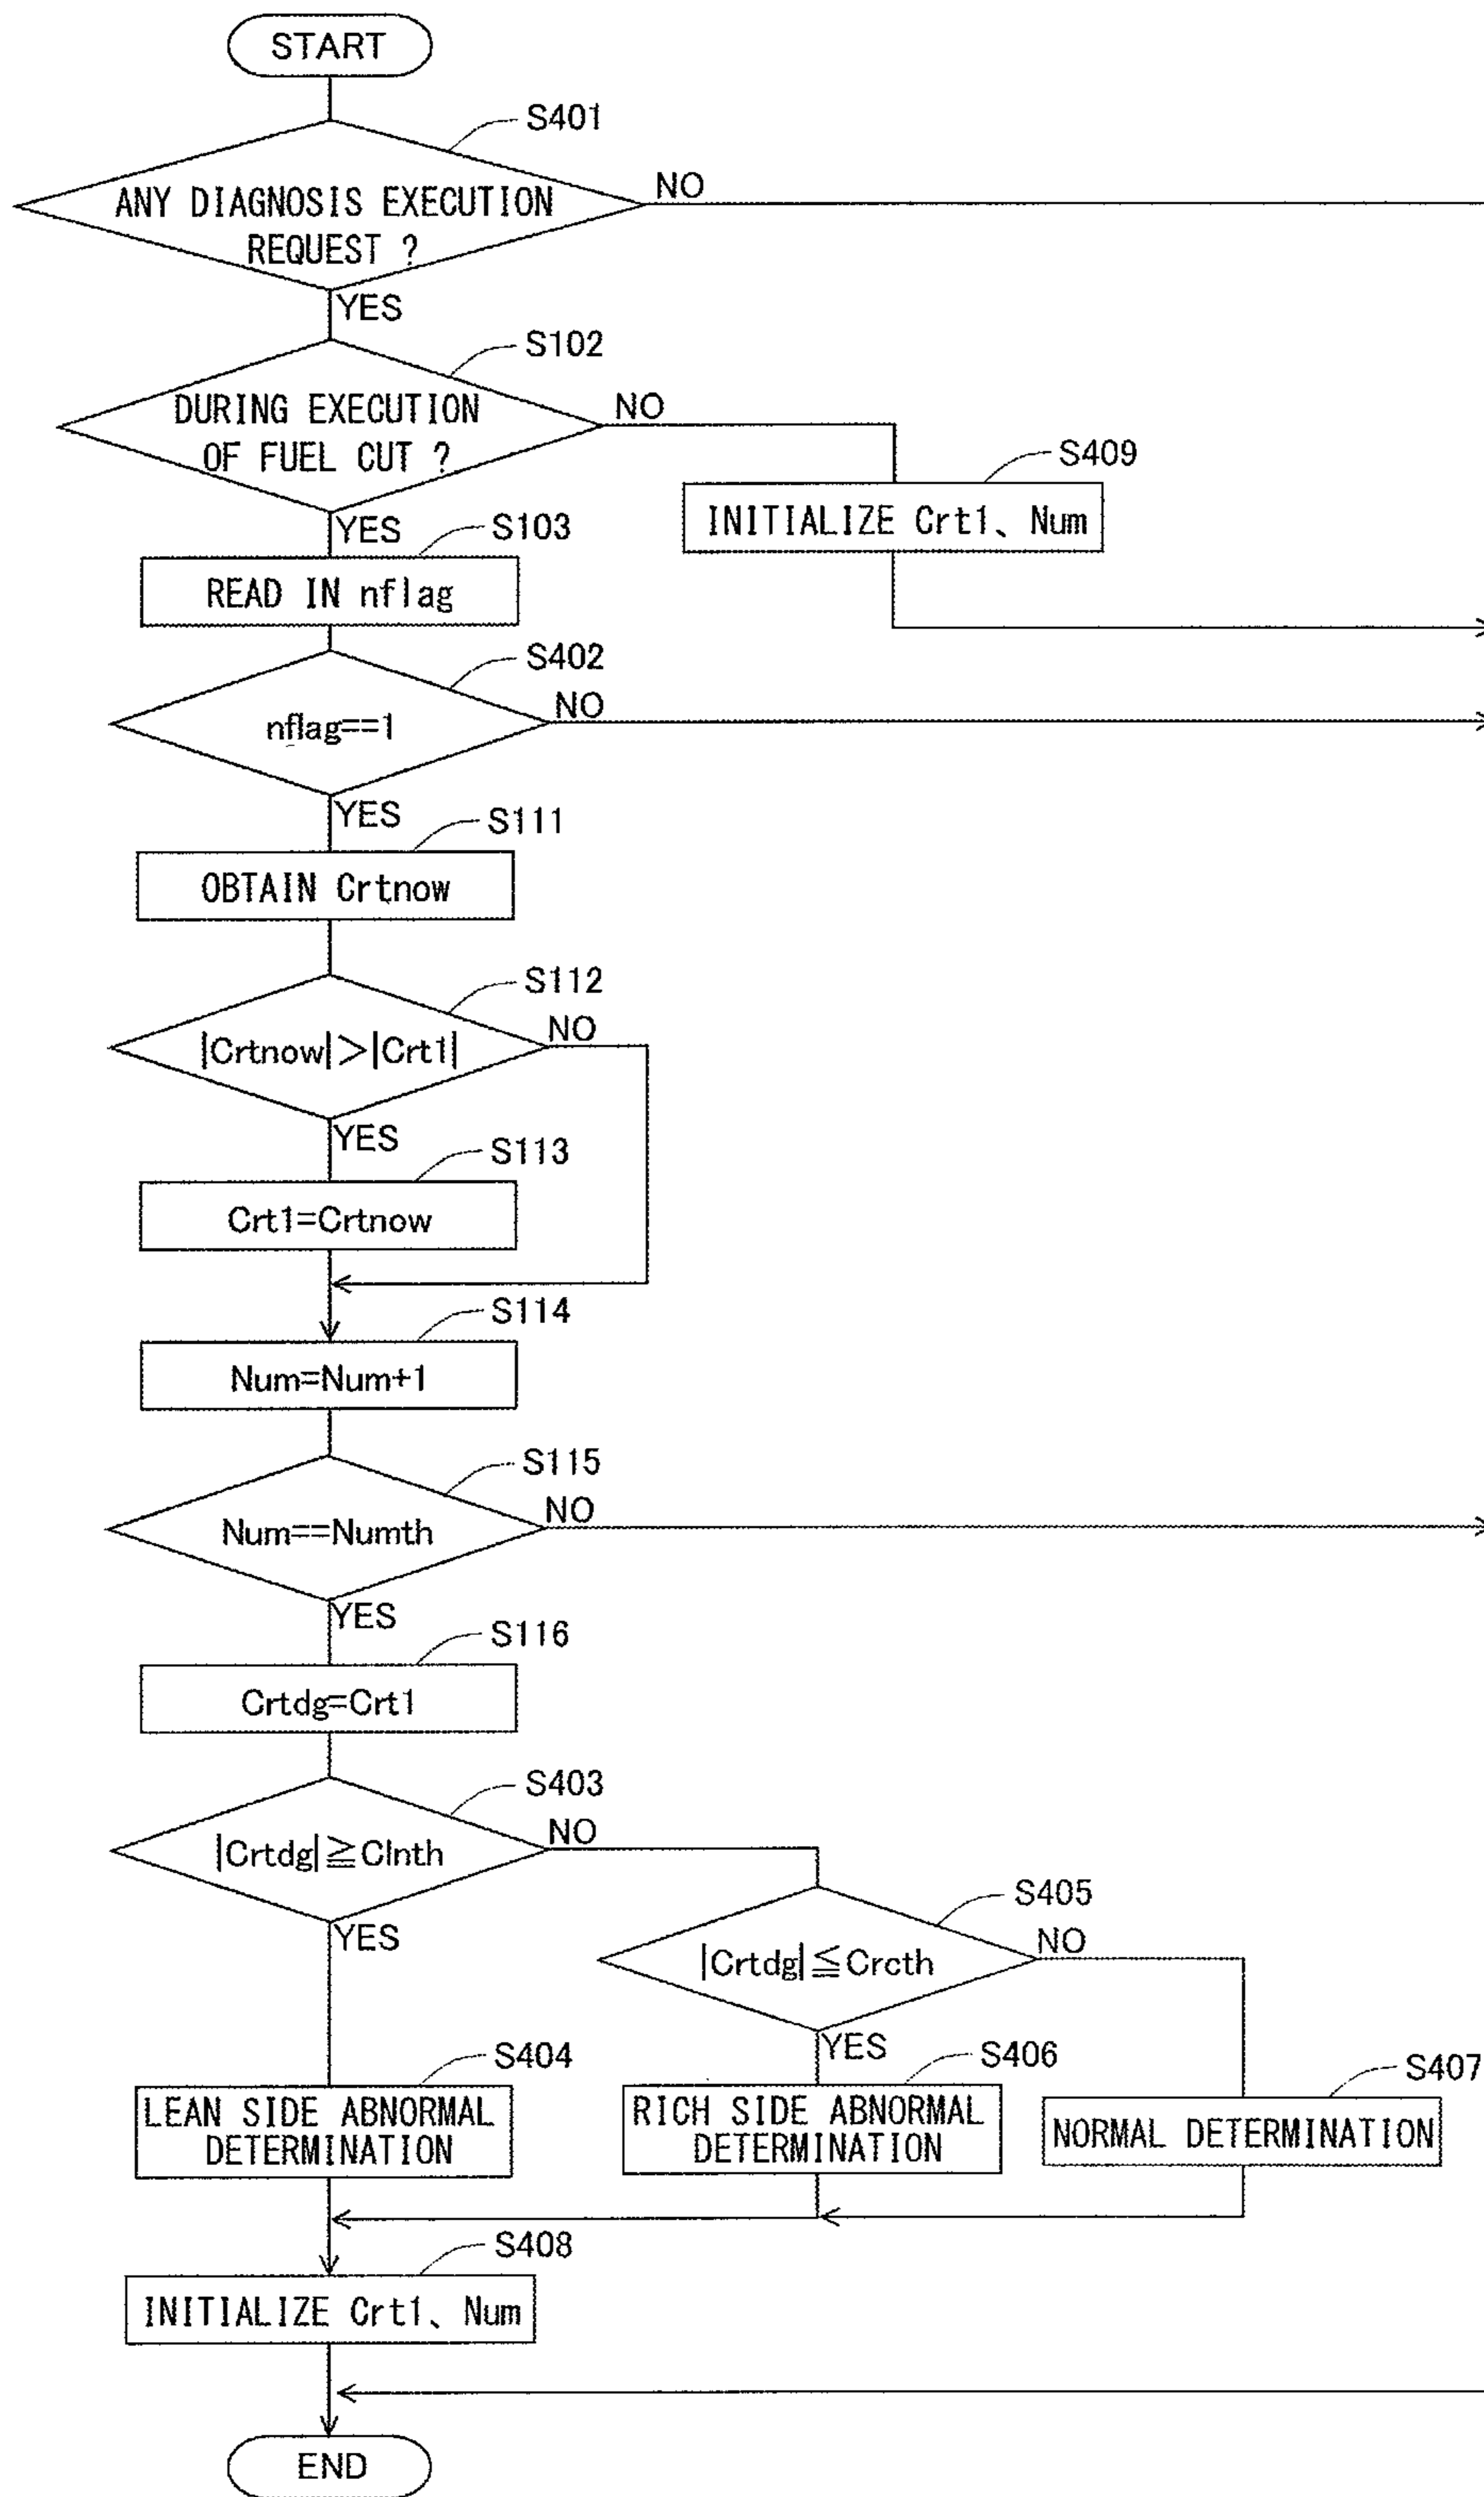 START
S401
ANY DIAGNOSIS EXECUTION
REQUEST ?
NO
YES
S102
DURING EXECUTION
OF FUEL CUT ?
NO
S409
INITIALIZE Crt1、Num
YES
S103
READ IN nflag
S402
nflag==1
NO
YES
S111
OBTAIN Crtnow
S112
|Crtnow|>|Crt1|
NO
YES
S113
Crt1=Crtnow
S114
Num=Num+1
S115
Num==Numth
NO
YES
S116
Crtdg=Crt1
S403
|Crtdg|≧Clnth
NO
YES
S405
|Crtdg|≦Crcth
NO
YES
S404
LEAN SIDE ABNORMAL
DETERMINATION
S406
RICH SIDE ABNORMAL
DETERMINATION
S407
NORMAL DETERMINATION
S408
INITIALIZE Crt1、Num
END